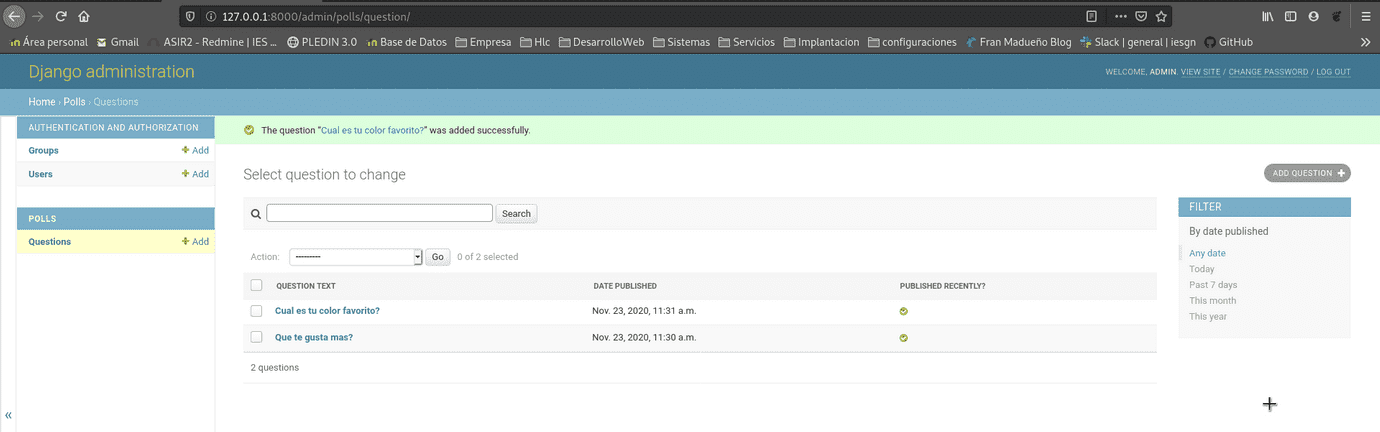 127.0.0.1:8000/admin/polls/question/
Área personal Gmail ASIR2 - Redmine | IES ... PLEDIN 3.0 Base de Datos Empresa Hlc DesarrolloWeb Sistemas Servicios Implantacion configuraciones Fran Madueño Blog Slack | general | iesgn GitHub
Django administration
WELCOME, ADMIN. VIEW SITE / CHANGE PASSWORD / LOG OUT
Home › Polls › Questions
AUTHENTICATION AND AUTHORIZATION
Groups + Add
Users + Add
POLLS
Questions + Add
«
The question “Cual es tu color favorito?” was added successfully.
Select question to change
ADD QUESTION +
Search
Action: --------- Go 0 of 2 selected
QUESTION TEXT DATE PUBLISHED PUBLISHED RECENTLY?
Cual es tu color favorito? Nov. 23, 2020, 11:31 a.m.
Que te gusta mas? Nov. 23, 2020, 11:30 a.m.
2 questions
FILTER
By date published
Any date
Today
Past 7 days
This month
This year